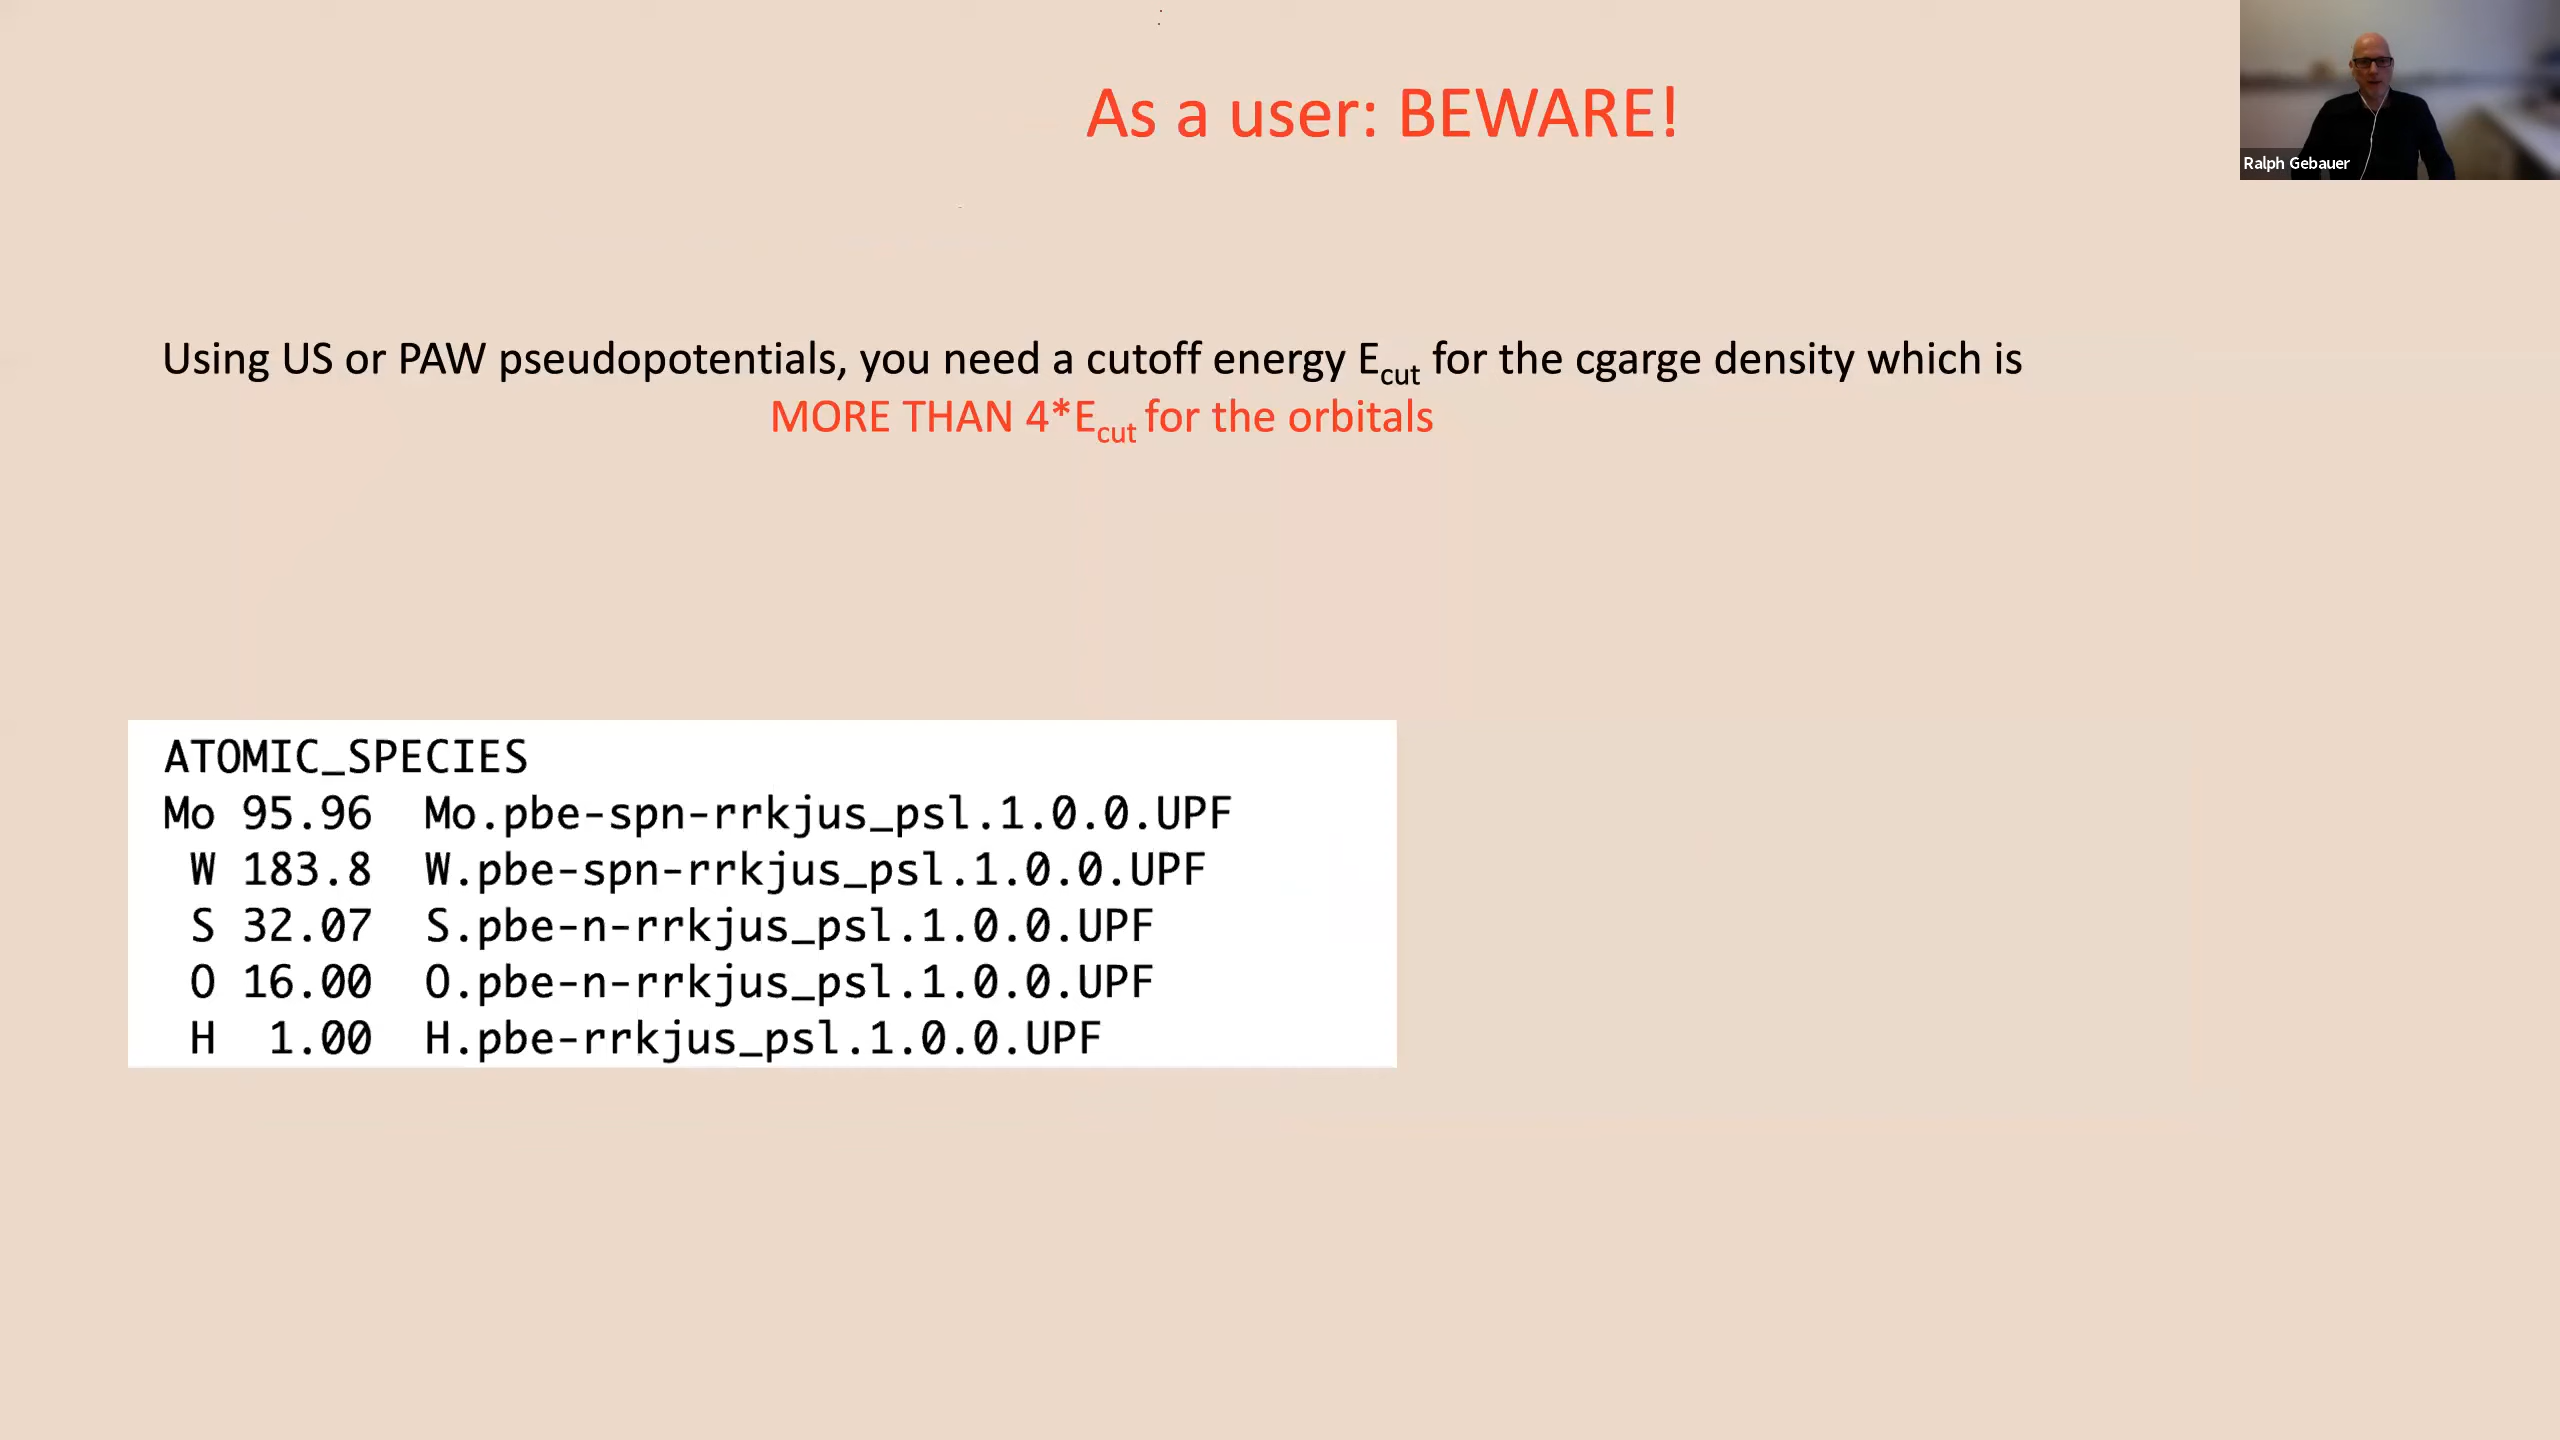 As a user: BEWARE!
Ralph Gebauer
Using US or PAW pseudopotentials, you need a cutoff energy Ecut for the cgarge density which is
MORE THAN 4*Ecut for the orbitals
ATOMIC_SPECIES
Mo 95.96 Mo.pbe-spn-rrkjus_psl.1.0.0.UPF
W 183.8 W.pbe-spn-rrkjus_psl.1.0.0.UPF
S 32.07 S.pbe-n-rrkjus_psl.1.0.0.UPF
O 16.00 O.pbe-n-rrkjus_psl.1.0.0.UPF
H 1.00 H.pbe-rrkjus_psl.1.0.0.UPF